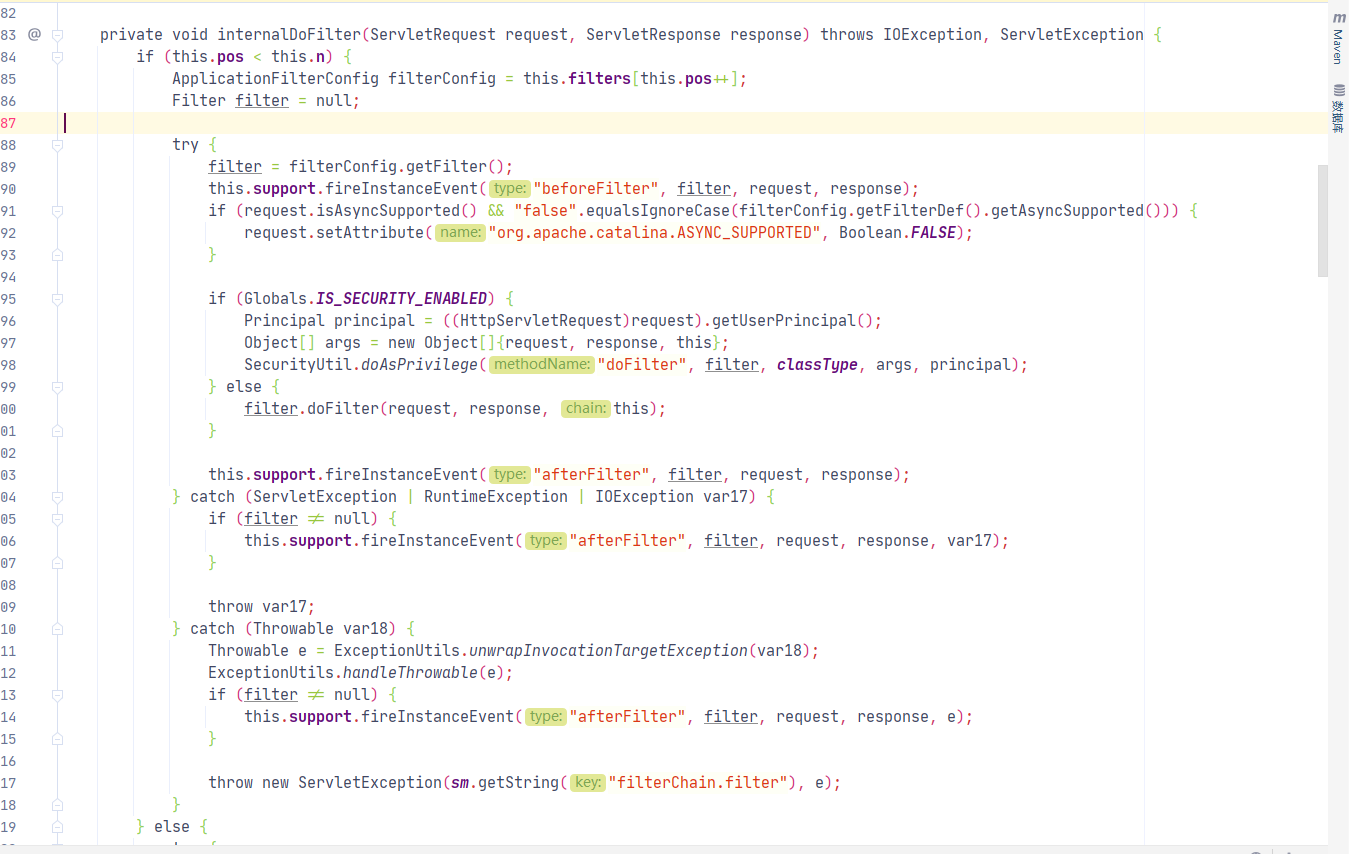 82
83 @ private void internalDoFilter(ServletRequest request, ServletResponse response) throws IOException, ServletException {
84 if (this.pos < this.n) {
85 ApplicationFilterConfig filterConfig = this.filters[this.pos++];
86 Filter filter = null;
87
88 try {
89 filter = filterConfig.getFilter();
90 this.support.fireInstanceEvent( type: "beforeFilter", filter, request, response);
91 if (request.isAsyncSupported() && "false".equalsIgnoreCase(filterConfig.getFilterDef().getAsyncSupported())) {
92 request.setAttribute( name: "org.apache.catalina.ASYNC_SUPPORTED", Boolean.FALSE);
93 }
94
95 if (Globals.IS_SECURITY_ENABLED) {
96 Principal principal = ((HttpServletRequest)request).getUserPrincipal();
97 Object[] args = new Object[]{request, response, this};
98 SecurityUtil.doAsPrivilege( methodName: "doFilter", filter, classType, args, principal);
99 } else {
00 filter.doFilter(request, response, chain: this);
01 }
02
03 this.support.fireInstanceEvent( type: "afterFilter", filter, request, response);
04 } catch (ServletException | RuntimeException | IOException var17) {
05 if (filter != null) {
06 this.support.fireInstanceEvent( type: "afterFilter", filter, request, response, var17);
07 }
08
09 throw var17;
10 } catch (Throwable var18) {
11 Throwable e = ExceptionUtils.unwrapInvocationTargetException(var18);
12 ExceptionUtils.handleThrowable(e);
13 if (filter != null) {
14 this.support.fireInstanceEvent( type: "afterFilter", filter, request, response, e);
15 }
16
17 throw new ServletException(sm.getString( key: "filterChain.filter"), e);
18 }
19 } else {
m Maven
数据库